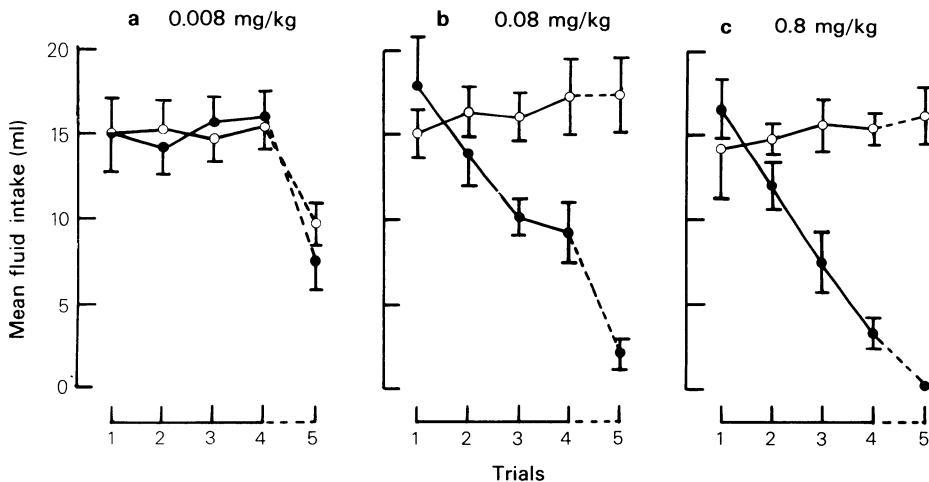 a 0.008 mg/kg
b 0.08 mg/kg
c 0.8 mg/kg
Mean fluid intake (ml)
20
15
10
5
0
1 2 3 4 5
1 2 3 4 5
1 2 3 4 5
Trials